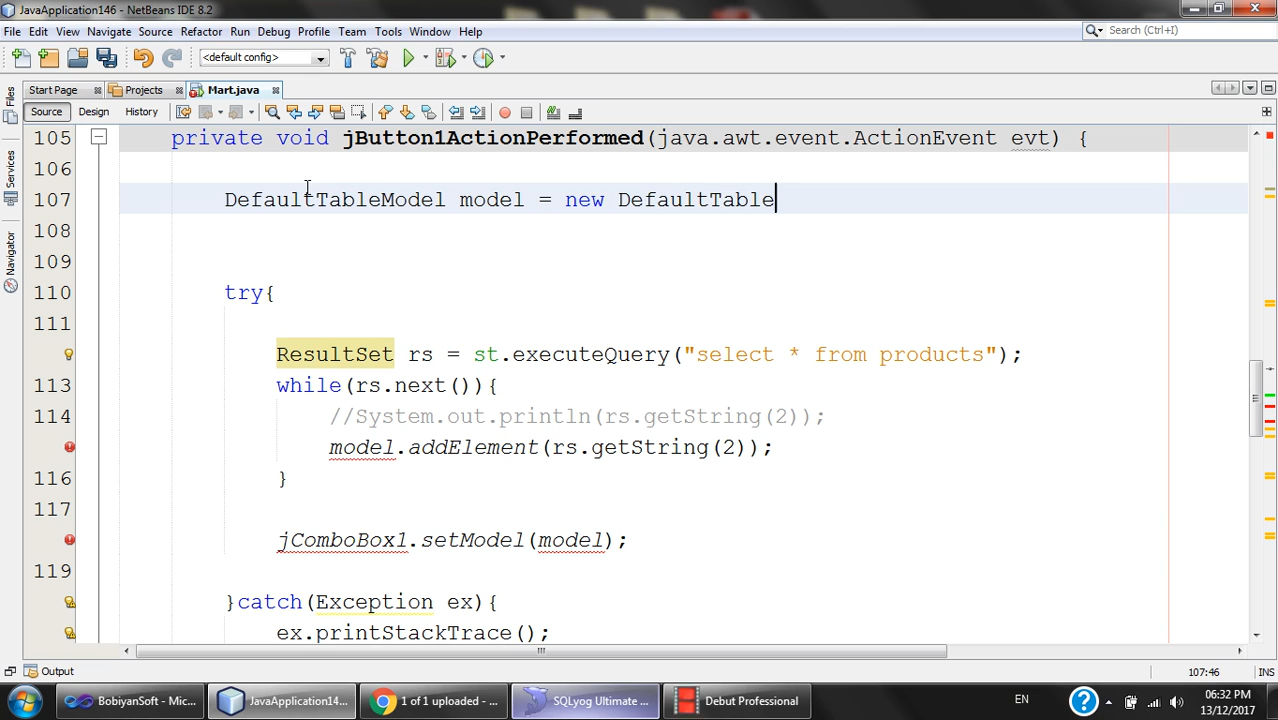 JavaApplication146 - NetBeans IDE 8.2
File Edit View Navigate Source Refactor Run Debug Profile Team Tools Window Help
Search (Ctrl+I)
<default config>
Start Page Projects Mart.java
Source Design History
Files
Services
Navigator
105 private void jButton1ActionPerformed(java.awt.event.ActionEvent evt) {
106
107 DefaultTableModel model = new DefaultTable
108
109
110 try{
111
ResultSet rs = st.executeQuery("select * from products");
113 while(rs.next()){
114 //System.out.println(rs.getString(2));
model.addElement(rs.getString(2));
116 }
117
jComboBox1.setModel(model);
119
}catch(Exception ex){
ex.printStackTrace();
Output
107:46 INS
BobiyanSoft - Mic...
JavaApplication14...
1 of 1 uploaded - ...
SQLyog Ultimate ...
Debut Professional
EN
06:32 PM
13/12/2017